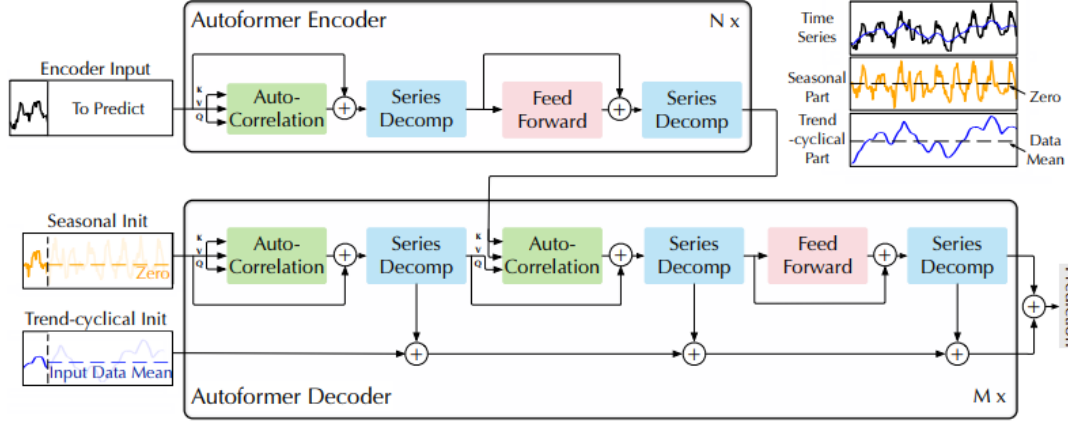 Autoformer Encoder
N x
Encoder Input
To Predict
K
V
Q
Auto-
Correlation
Series
Decomp
Feed
Forward
Series
Decomp
Time
Series
Seasonal
Part
Zero
Trend
-cyclical
Part
Data
Mean
Seasonal Init
Zero
K
V
Q
Auto-
Correlation
Series
Decomp
K
V
Q
Auto-
Correlation
Series
Decomp
Feed
Forward
Series
Decomp
Trend-cyclical Init
Input Data Mean
Autoformer Decoder
M x